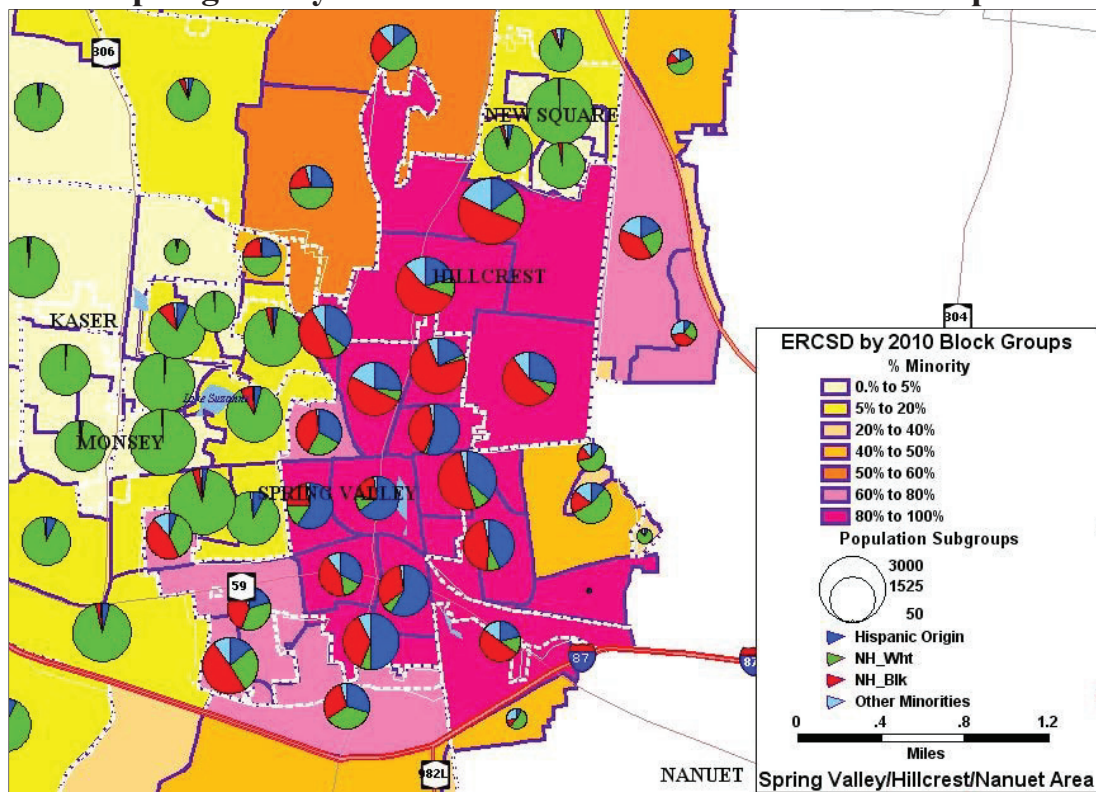 306
NEW SQUARE
HILLCREST
KASER
804
Lake Suzanne
MONSEY
SPRING VALLEY
59
87
87
982L
NANUET
ERCSD by 2010 Block Groups
% Minority
0.% to 5%
5% to 20%
20% to 40%
40% to 50%
50% to 60%
60% to 80%
80% to 100%
Population Subgroups
3000
1525
50
Hispanic Origin
NH_Wht
NH_Blk
Other Minorities
0 .4 .8 1.2
Miles
Spring Valley/Hillcrest/Nanuet Area